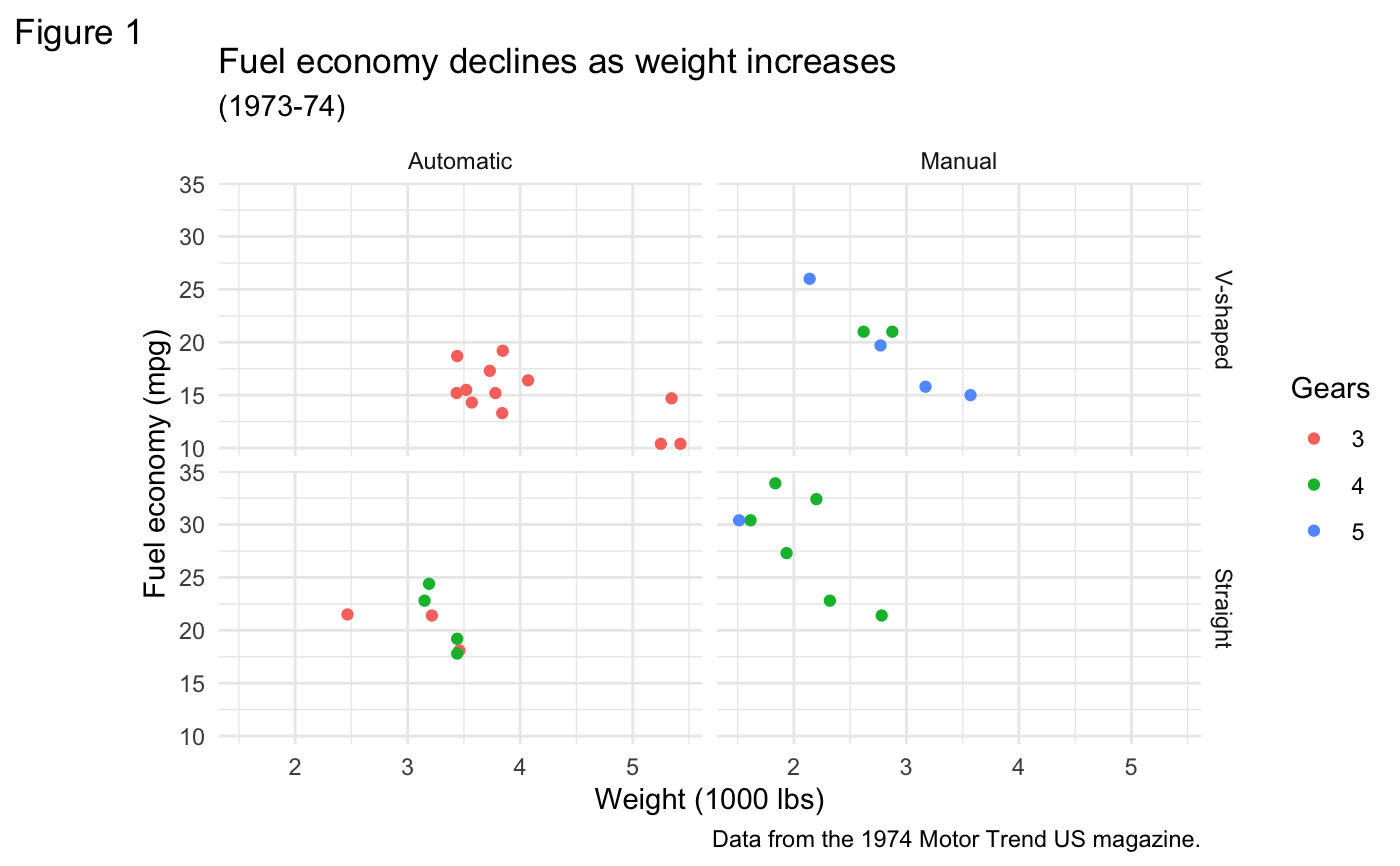 Figure 1
Fuel economy declines as weight increases
(1973-74)
Automatic
Manual
35
30
25
20
15
10
V-shaped
Fuel economy (mpg)
35
30
25
20
15
10
Straight
2 3 4 5
2 3 4 5
Weight (1000 lbs)
Data from the 1974 Motor Trend US magazine.
Gears
3
4
5